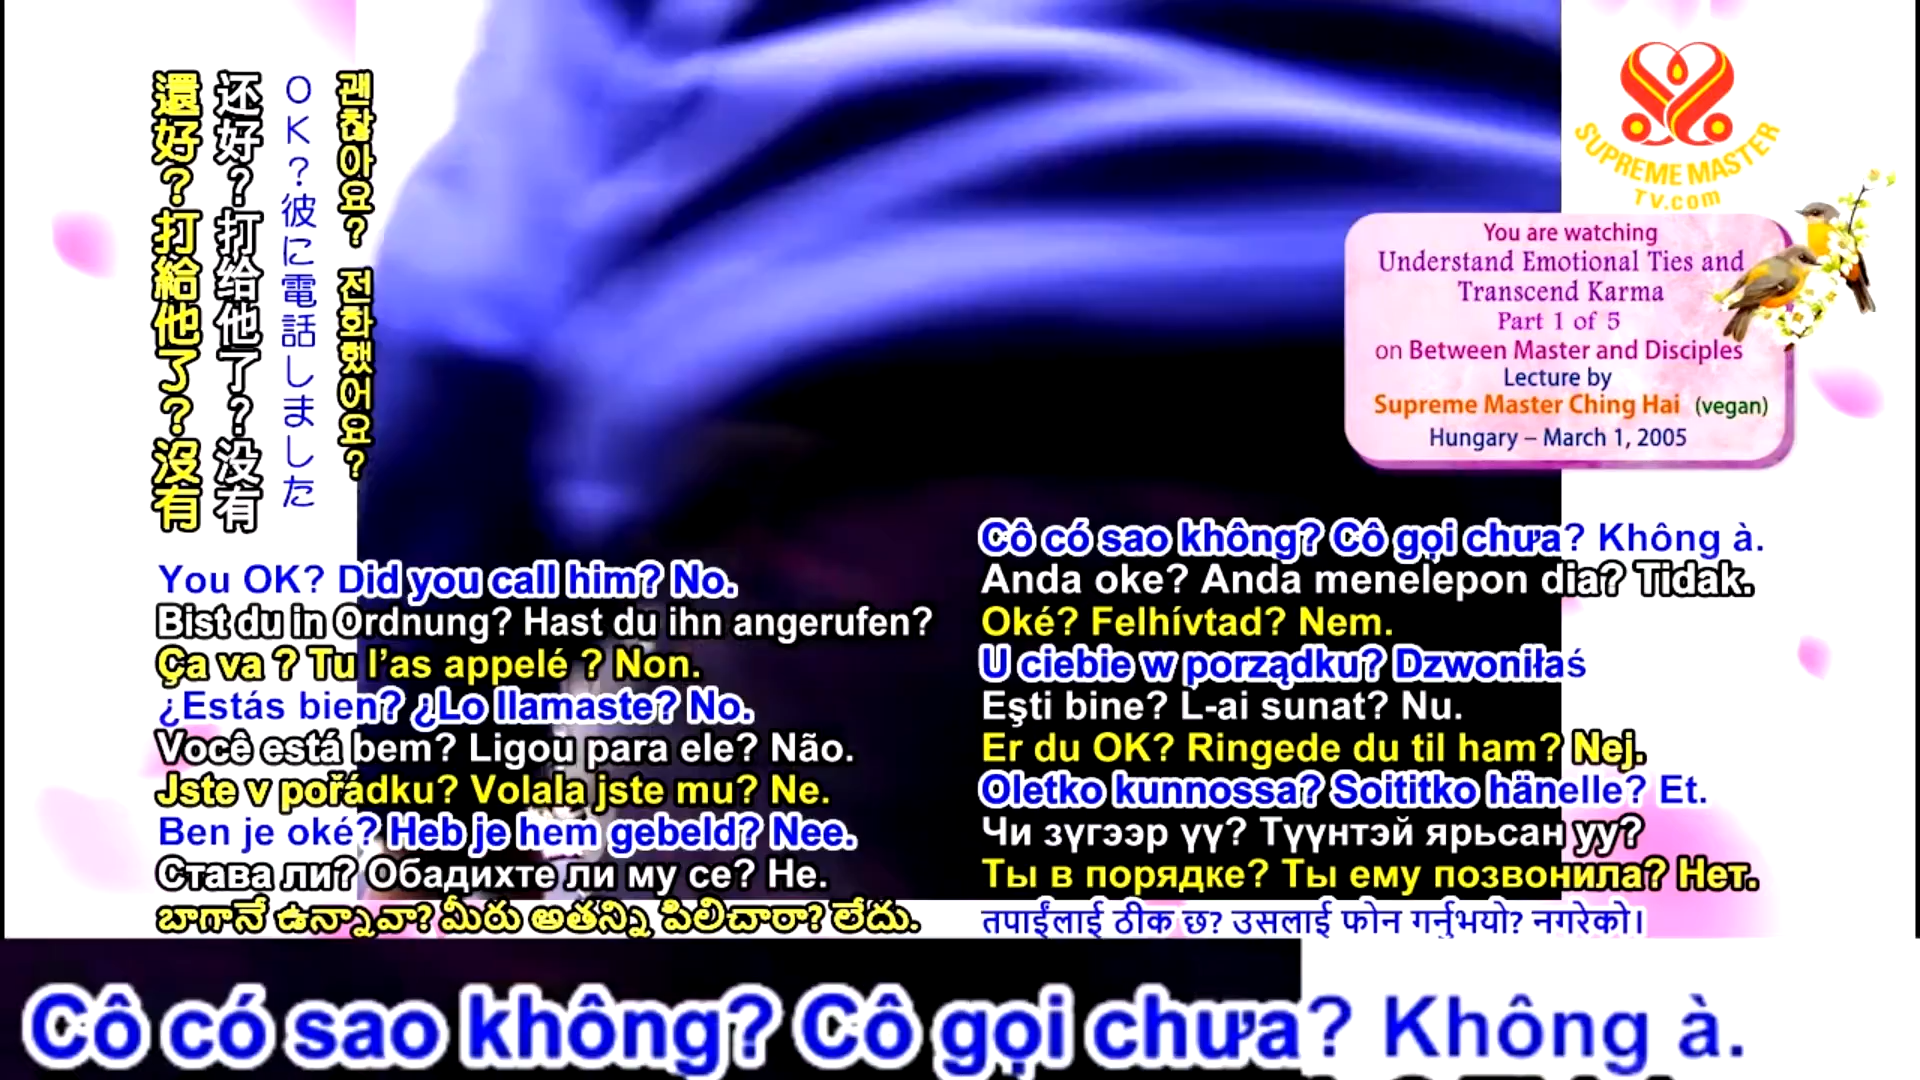 還好？打給他了？沒有
还好？打给他了？没有
ＯＫ？彼に電話しました
괜찮아요? 전화했어요?
SUPREME MASTER
TV.com
You are watching
Understand Emotional Ties and
Transcend Karma
Part 1 of 5
on Between Master and Disciples
Lecture by
Supreme Master Ching Hai (vegan)
Hungary – March 1, 2005
You OK? Did you call him? No.
Bist du in Ordnung? Hast du ihn angerufen?
Ça va ? Tu l’as appelé ? Non.
¿Estás bien? ¿Lo llamaste? No.
Você está bem? Ligou para ele? Não.
Jste v pořádku? Volala jste mu? Ne.
Ben je oké? Heb je hem gebeld? Nee.
Става ли? Обадихте ли му се? Не.
బాగానే ఉన్నావా? మీరు అతన్ని పిలిచారా? లేదు.
Cô có sao không? Cô gọi chưa? Không à.
Anda oke? Anda menelepon dia? Tidak.
Oké? Felhívtad? Nem.
U ciebie w porządku? Dzwoniłaś
Eşti bine? L-ai sunat? Nu.
Er du OK? Ringede du til ham? Nej.
Oletko kunnossa? Soititko hänelle? Et.
Чи зүгээр үү? Түүнтэй ярьсан уу?
Ты в порядке? Ты ему позвонила? Нет.
तपाईंलाई ठीक छ? उसलाई फोन गर्नुभयो? नगरेको।
Cô có sao không? Cô gọi chưa? Không à.